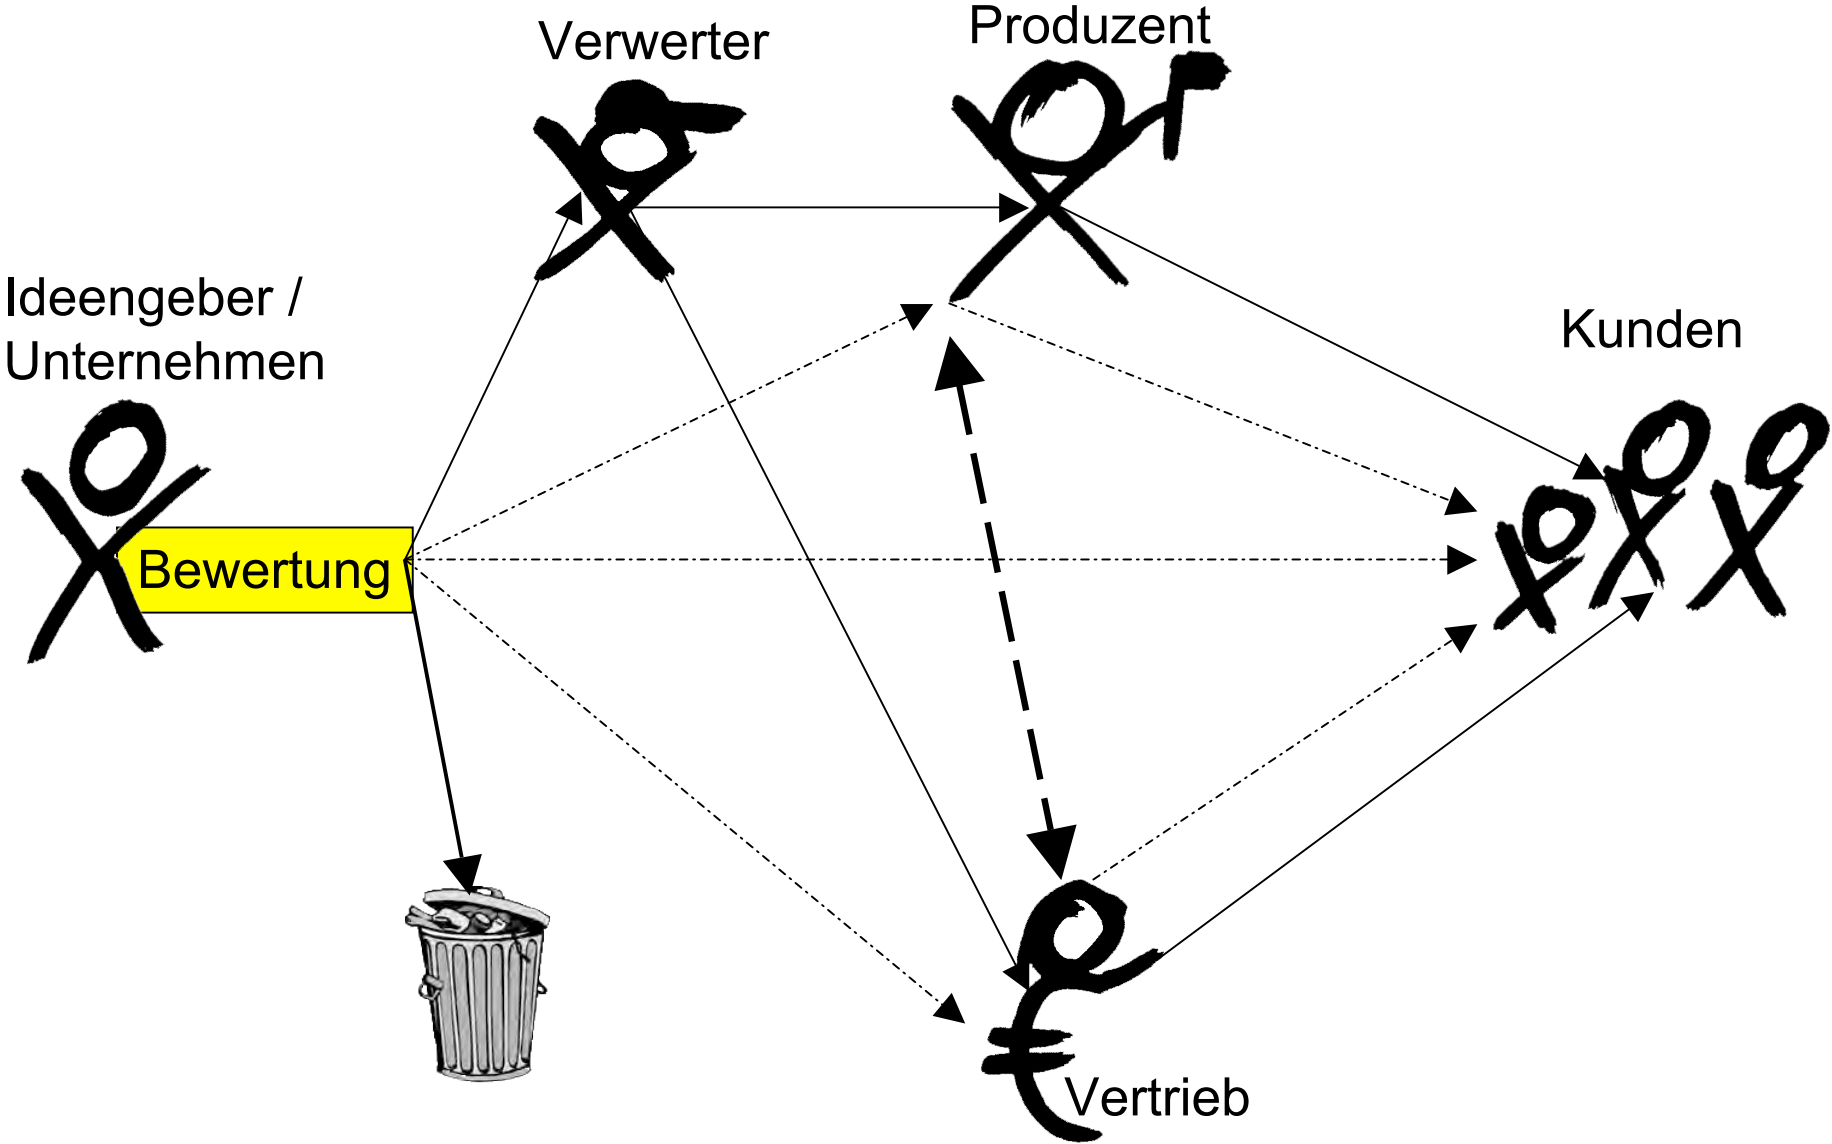 Verwerter
Produzent
Ideengeber /
Unternehmen
Kunden
Bewertung
Vertrieb